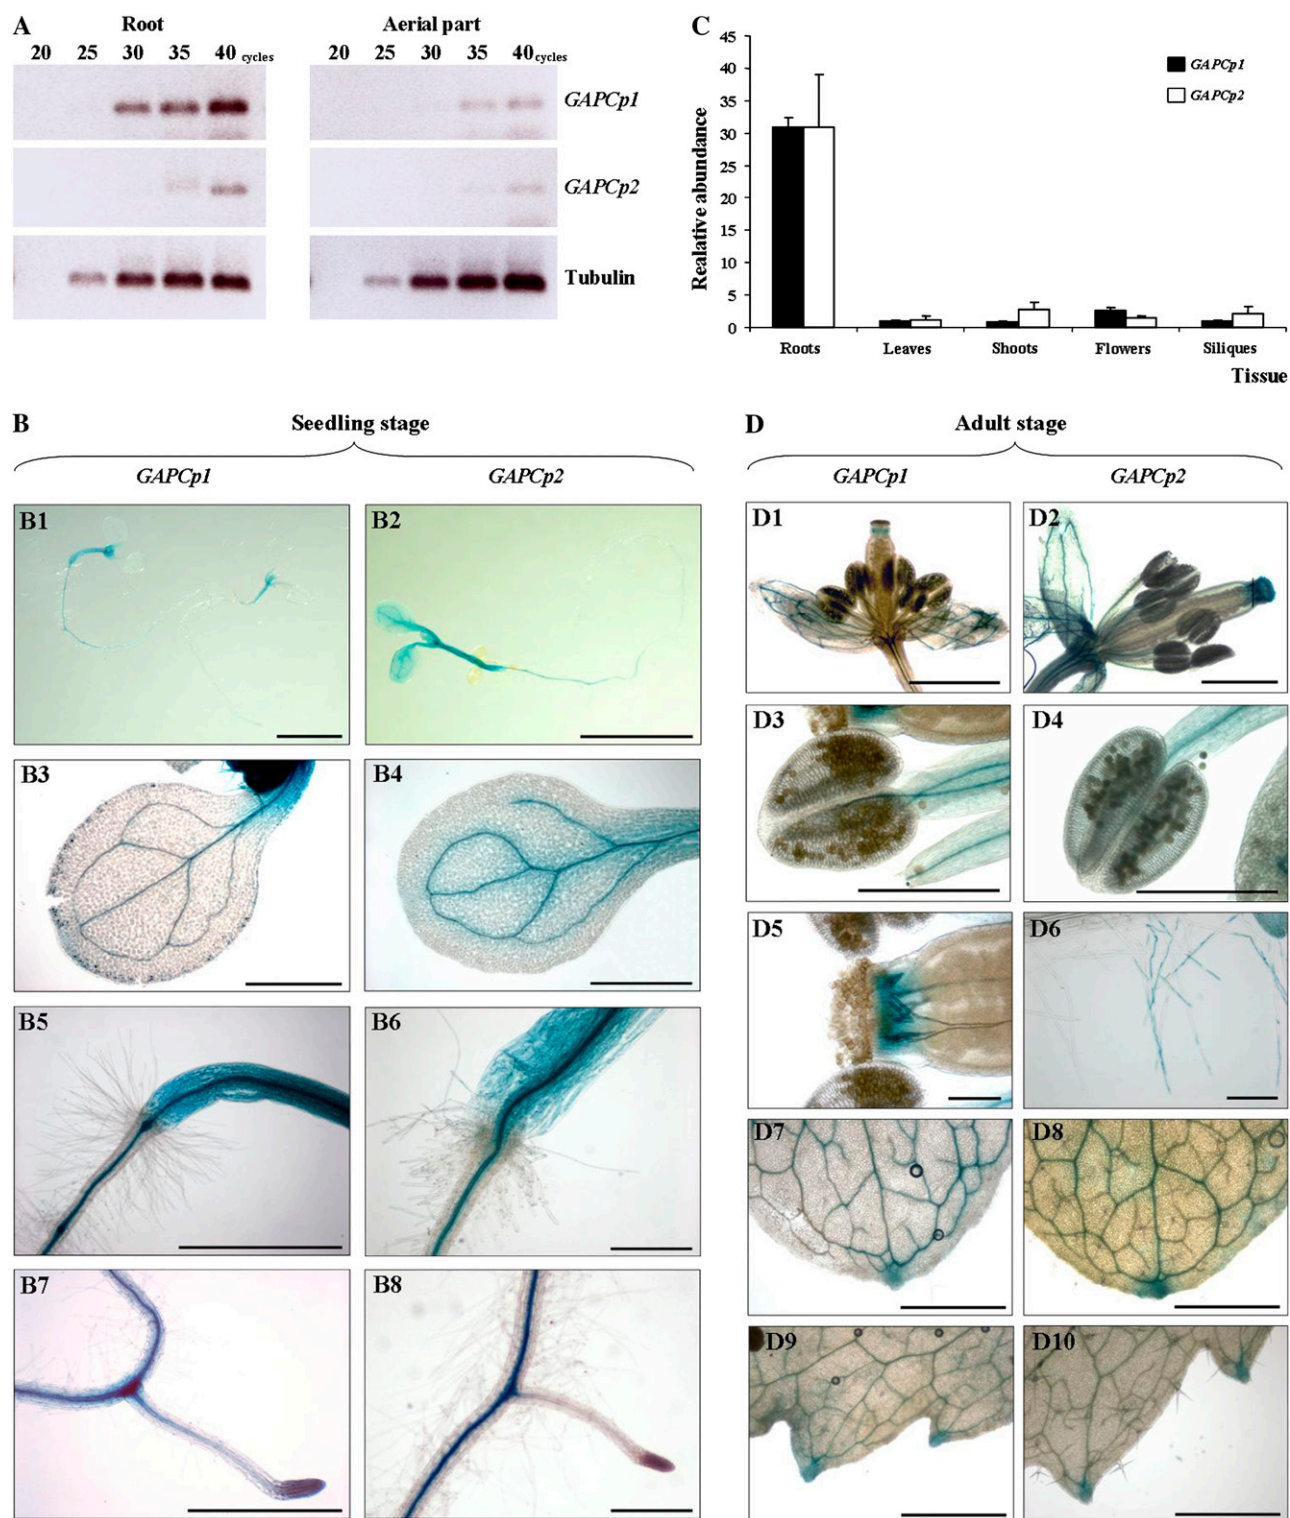 A
Root
Aerial part
20 25 30 35 40 cycles
20 25 30 35 40 cycles
GAPCp1
GAPCp2
Tubulin
C
45
40
35
30
25
20
15
10
5
0
Realative abundance
GAPCp1
GAPCp2
Roots Leaves Shoots Flowers Siliques
Tissue
B
Seedling stage
GAPCp1 GAPCp2
B1 B2
B3 B4
B5 B6
B7 B8
D
Adult stage
GAPCp1 GAPCp2
D1 D2
D3 D4
D5 D6
D7 D8
D9 D10